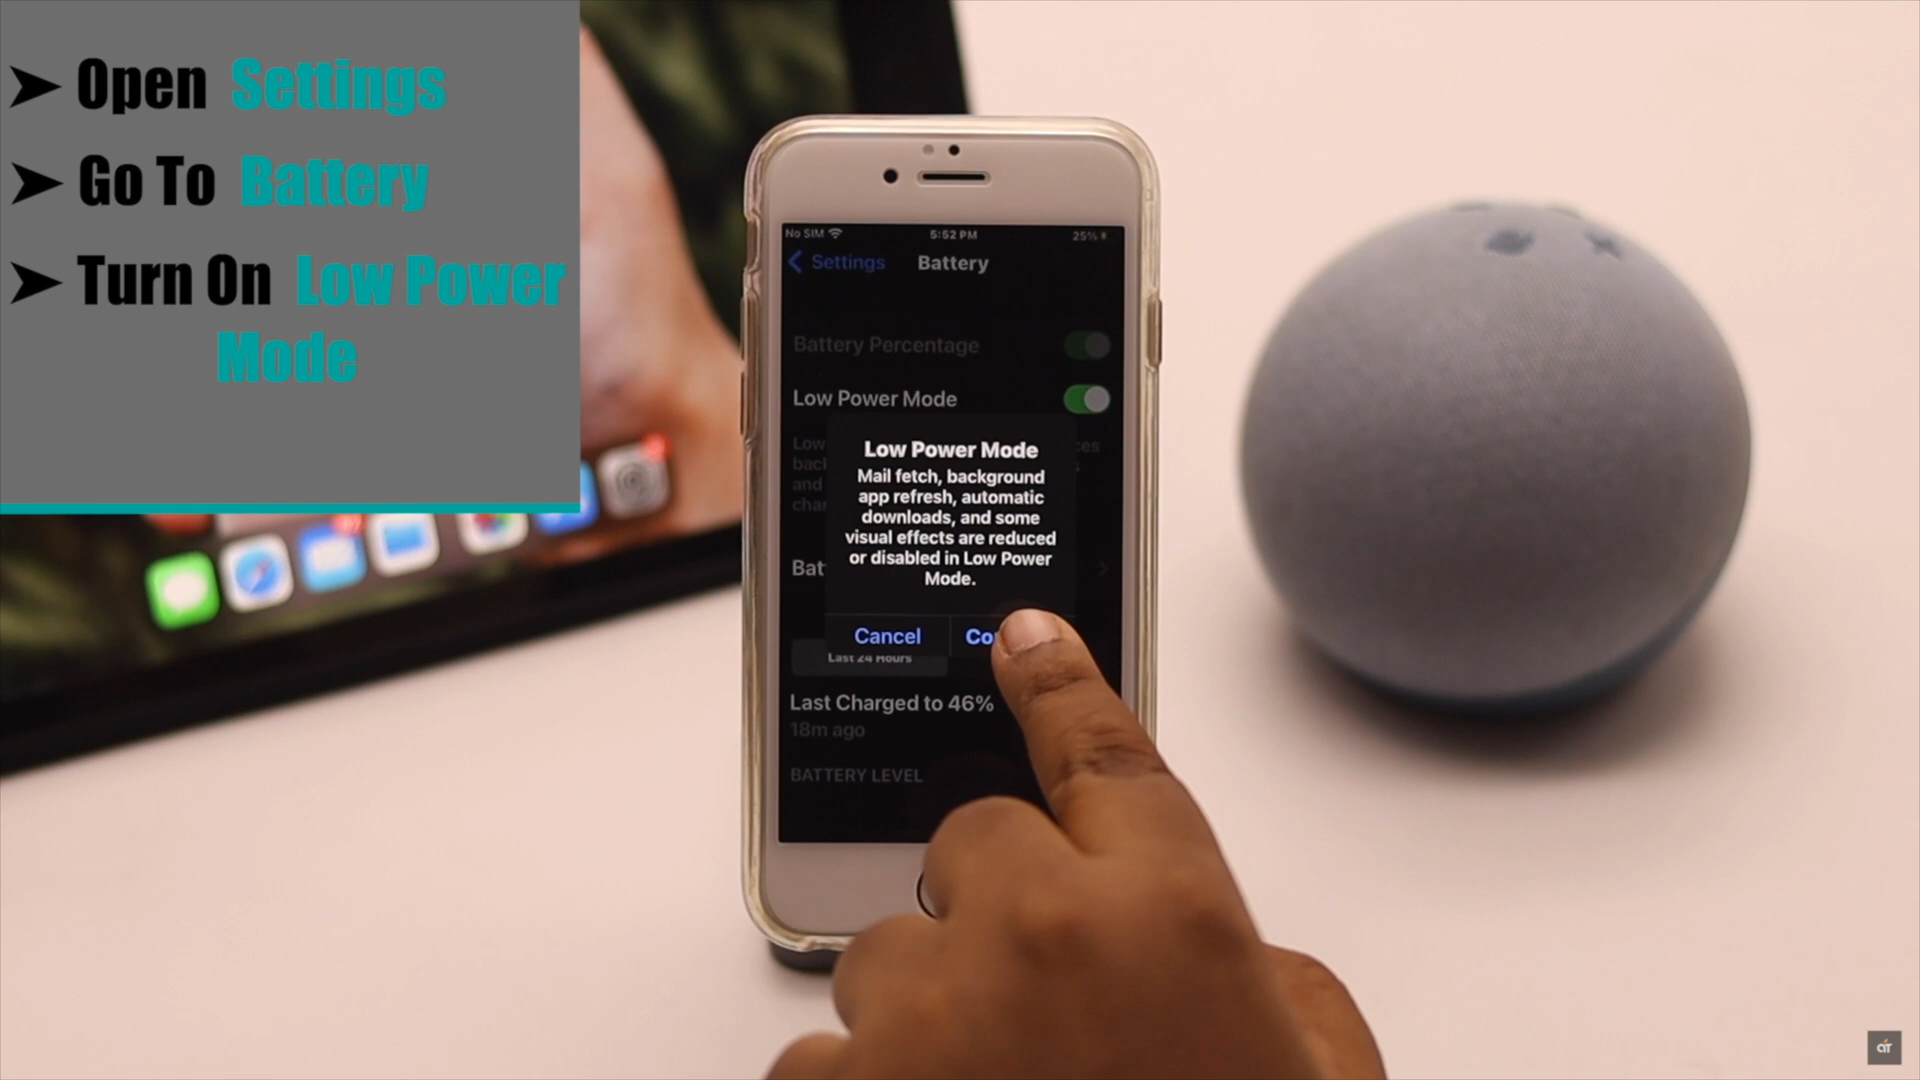 ➤ Open Settings
➤ Go To Battery
➤ Turn On Low Power
Mode
No SIM 5:52 PM 25%
Settings Battery
Battery Percentage
Low Power Mode
Low
and
Low Power Mode
Mail fetch, background
app refresh, automatic
downloads, and some
visual effects are reduced
or disabled in Low Power
Mode.
Cancel
Last 24 Hours
Last Charged to 46%
18m ago
BATTERY LEVEL